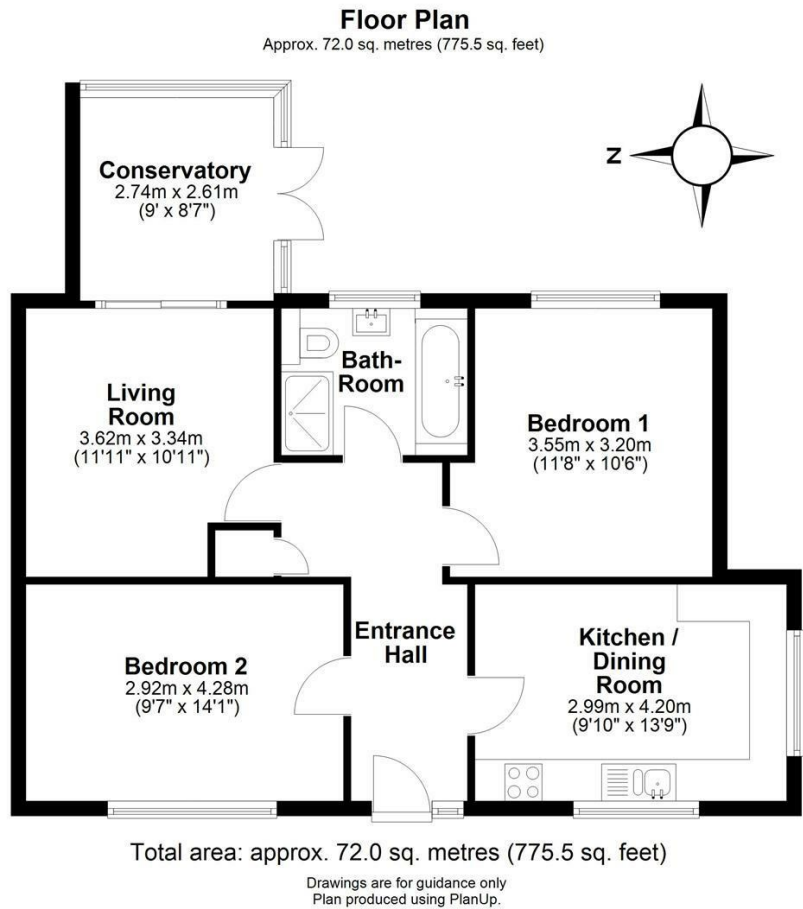 Floor Plan
Approx. 72.0 sq. metres (775.5 sq. feet)
Conservatory
2.74m x 2.61m
(9' x 8'7")
N
Living
Room
3.62m x 3.34m
(11'11" x 10'11")
Bath-
Room
Bedroom 1
3.55m x 3.20m
(11'8" x 10'6")
Bedroom 2
2.92m x 4.28m
(9'7" x 14'1")
Entrance
Hall
Kitchen /
Dining
Room
2.99m x 4.20m
(9'10" x 13'9")
Total area: approx. 72.0 sq. metres (775.5 sq. feet)
Drawings are for guidance only
Plan produced using PlanUp.